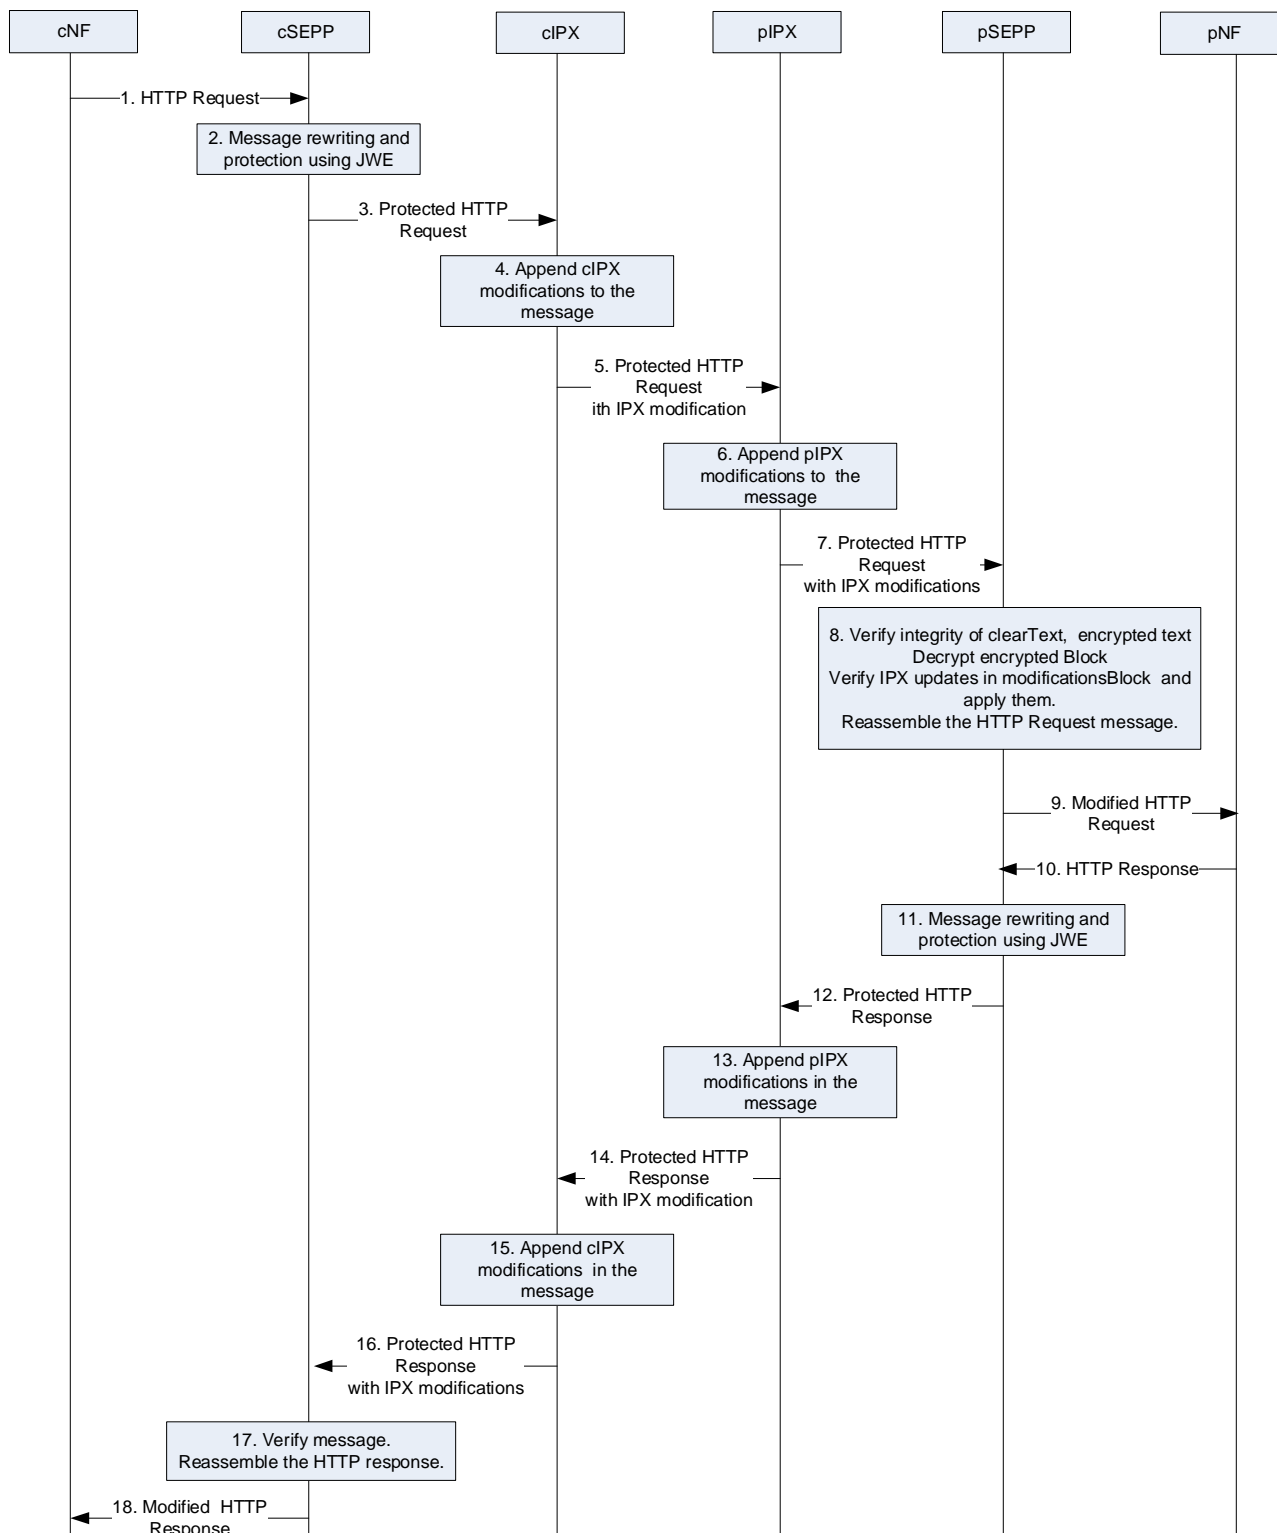 cNF
cSEPP
cIPX
pIPX
pSEPP
pNF
1. HTTP Request
2. Message rewriting and
protection using JWE
3. Protected HTTP
Request
4. Append cIPX
modifications to the
message
5. Protected HTTP
Request
ith IPX modification
6. Append pIPX
modifications to the
message
7. Protected HTTP
Request
with IPX modifications
8. Verify integrity of clearText, encrypted text
Decrypt encrypted Block
Verify IPX updates in modificationsBlock and
apply them.
Reassemble the HTTP Request message.
9. Modified HTTP
Request
10. HTTP Response
11. Message rewriting and
protection using JWE
12. Protected HTTP
Response
13. Append pIPX
modifications in the
message
14. Protected HTTP
Response
with IPX modification
15. Append cIPX
modifications in the
message
16. Protected HTTP
Response
with IPX modifications
17. Verify message.
Reassemble the HTTP response.
18. Modified HTTP
Response